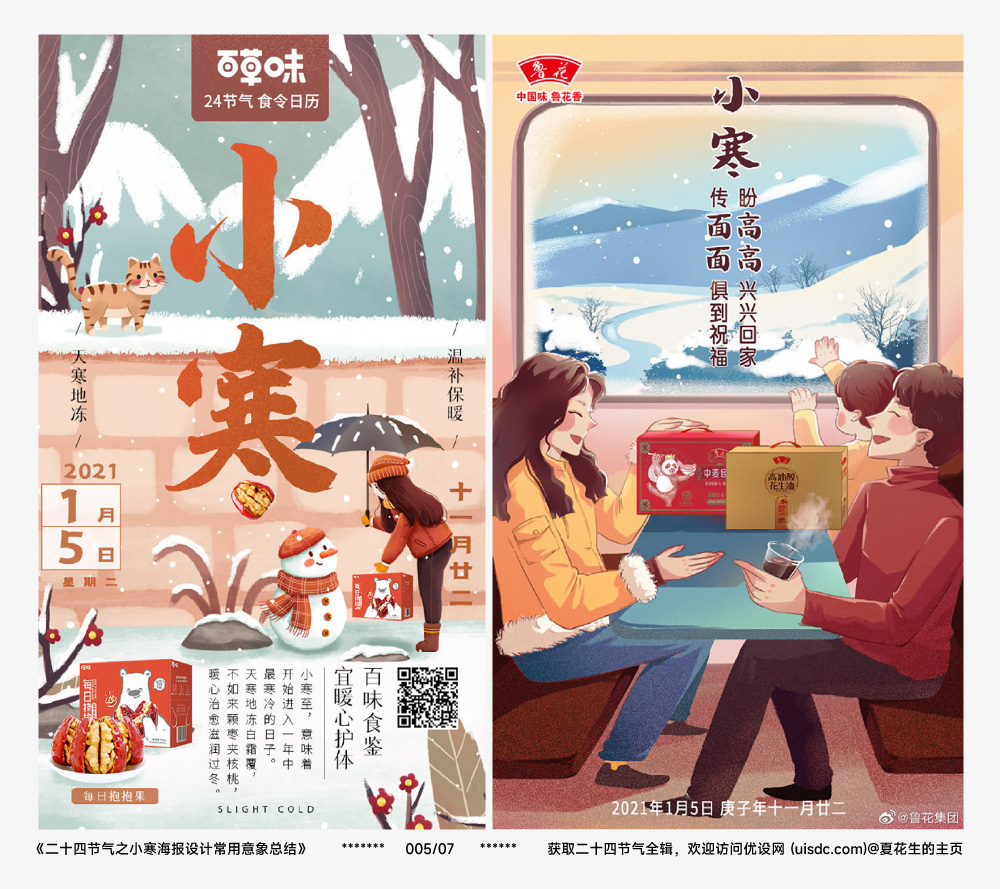 百草味
24节气 食令日历
小寒
天寒地冻
温补保暖
2021
1月
5日
星期二
十一月廿二
每日抱抱果
百味食鉴
宜暖心护体
小寒至，意味着
开始进入一年中
最寒冷的日子。
天寒地冻白霜覆，
不如来颗枣夹核桃，
暖心治愈滋润过冬。
SLIGHT COLD
鲁花
中国味 鲁花香
小寒
盼高高兴兴回家
传面面俱到祝福
高油酸
花生油
2021年1月5日 庚子年十一月廿二
@鲁花集团
《二十四节气之小寒海报设计常用意象总结》 ******* 005/07 ****** 获取二十四节气全辑，欢迎访问优设网 (uisdc.com)@夏花生的主页